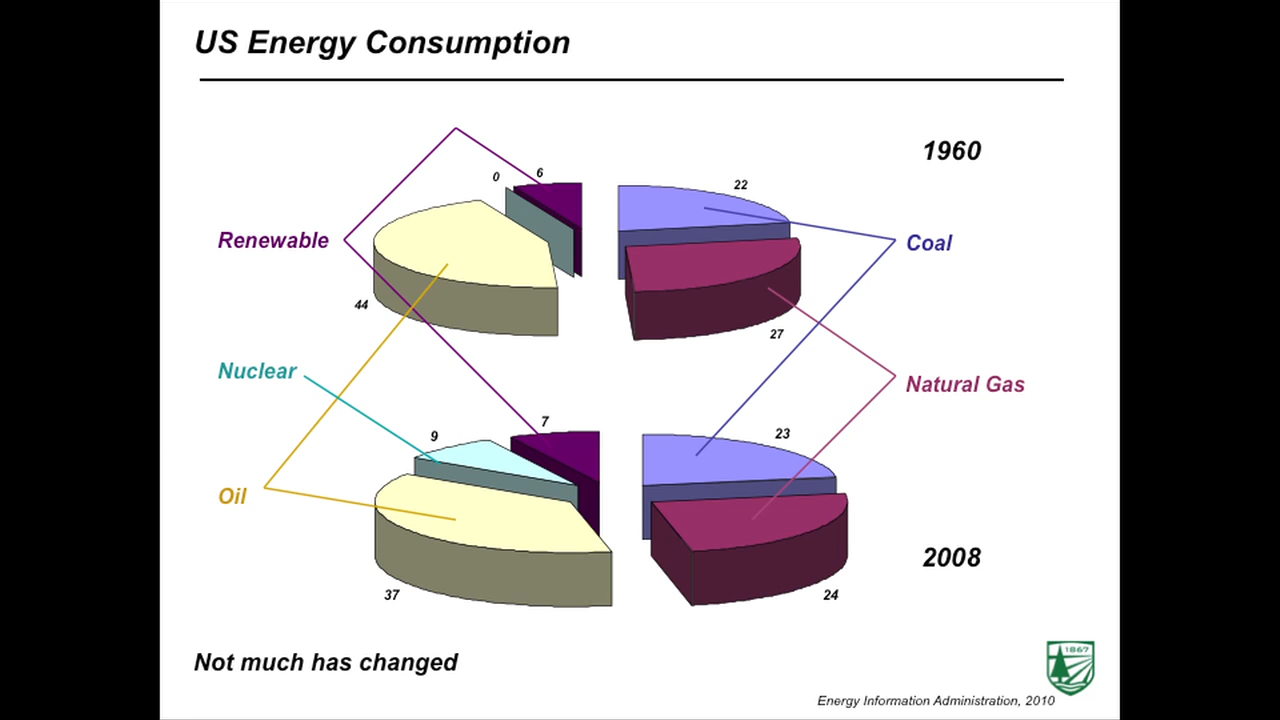 US Energy Consumption
1960
0
6
22
Renewable
Coal
44
27
Nuclear
Natural Gas
9
7
23
Oil
2008
37
24
Not much has changed
1867
Energy Information Administration, 2010